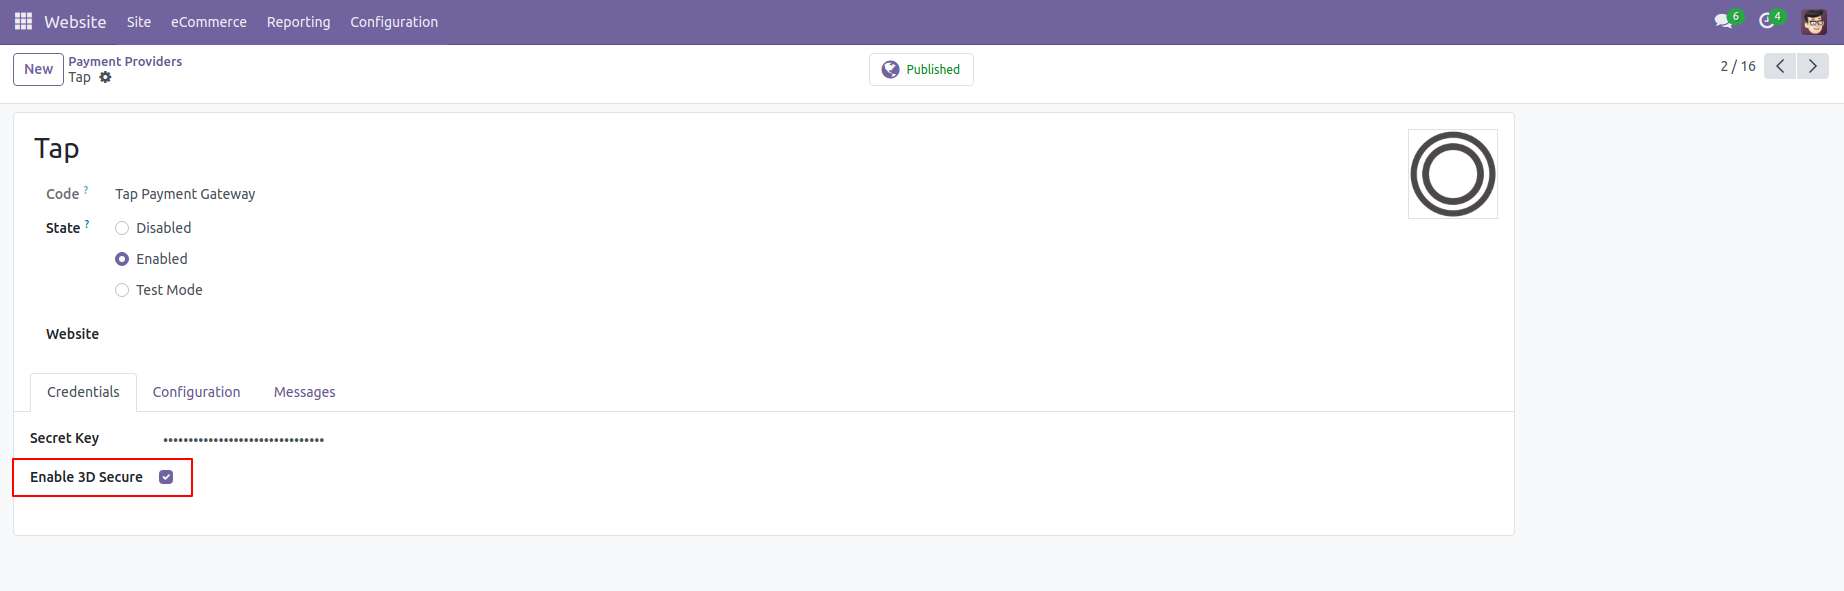 Website Site eCommerce Reporting Configuration 6 4
New Payment Providers Published 2 / 16
Tap
Tap
Code ? Tap Payment Gateway
State ? Disabled
Enabled
Test Mode
Website
Credentials Configuration Messages
Secret Key ••••••••••••••••••••••••••••••••
Enable 3D Secure